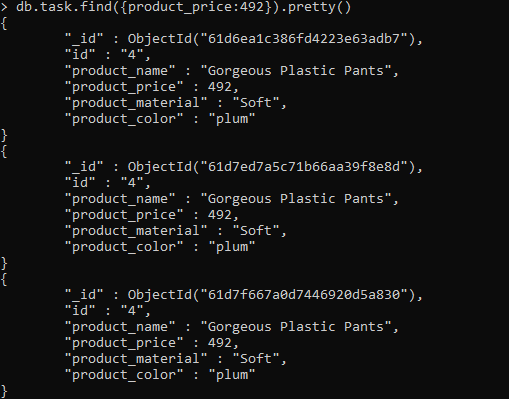 > db.task.find({product_price:492}).pretty()
{
"_id" : ObjectId("61d6ea1c386fd4223e63adb7"),
"id" : "4",
"product_name" : "Gorgeous Plastic Pants",
"product_price" : 492,
"product_material" : "Soft",
"product_color" : "plum"
}
{
"_id" : ObjectId("61d7ed7a5c71b66aa39f8e8d"),
"id" : "4",
"product_name" : "Gorgeous Plastic Pants",
"product_price" : 492,
"product_material" : "Soft",
"product_color" : "plum"
}
{
"_id" : ObjectId("61d7f667a0d7446920d5a830"),
"id" : "4",
"product_name" : "Gorgeous Plastic Pants",
"product_price" : 492,
"product_material" : "Soft",
"product_color" : "plum"
}